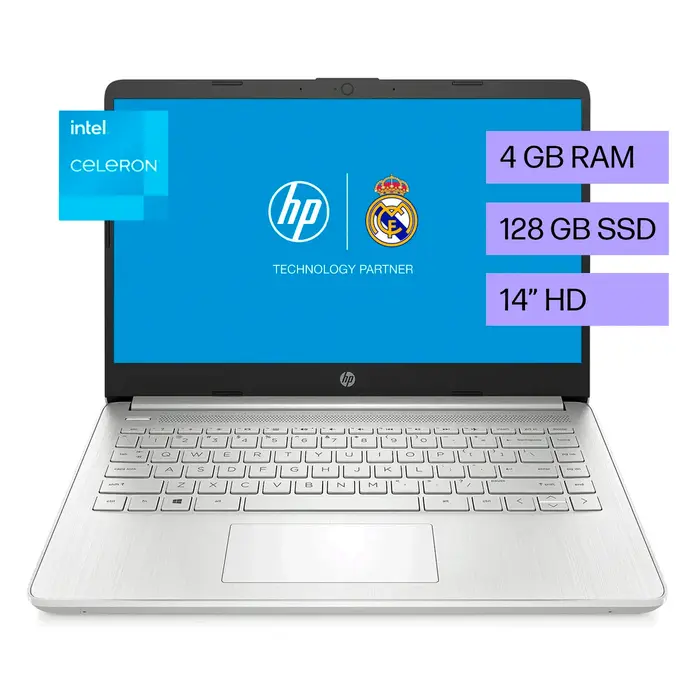 intel
CELERON
4 GB RAM
128 GB SSD
14” HD
hp
TECHNOLOGY PARTNER
hp
Q W E R T Y U I O P
A S D F G H J K L
Z X C V B N M